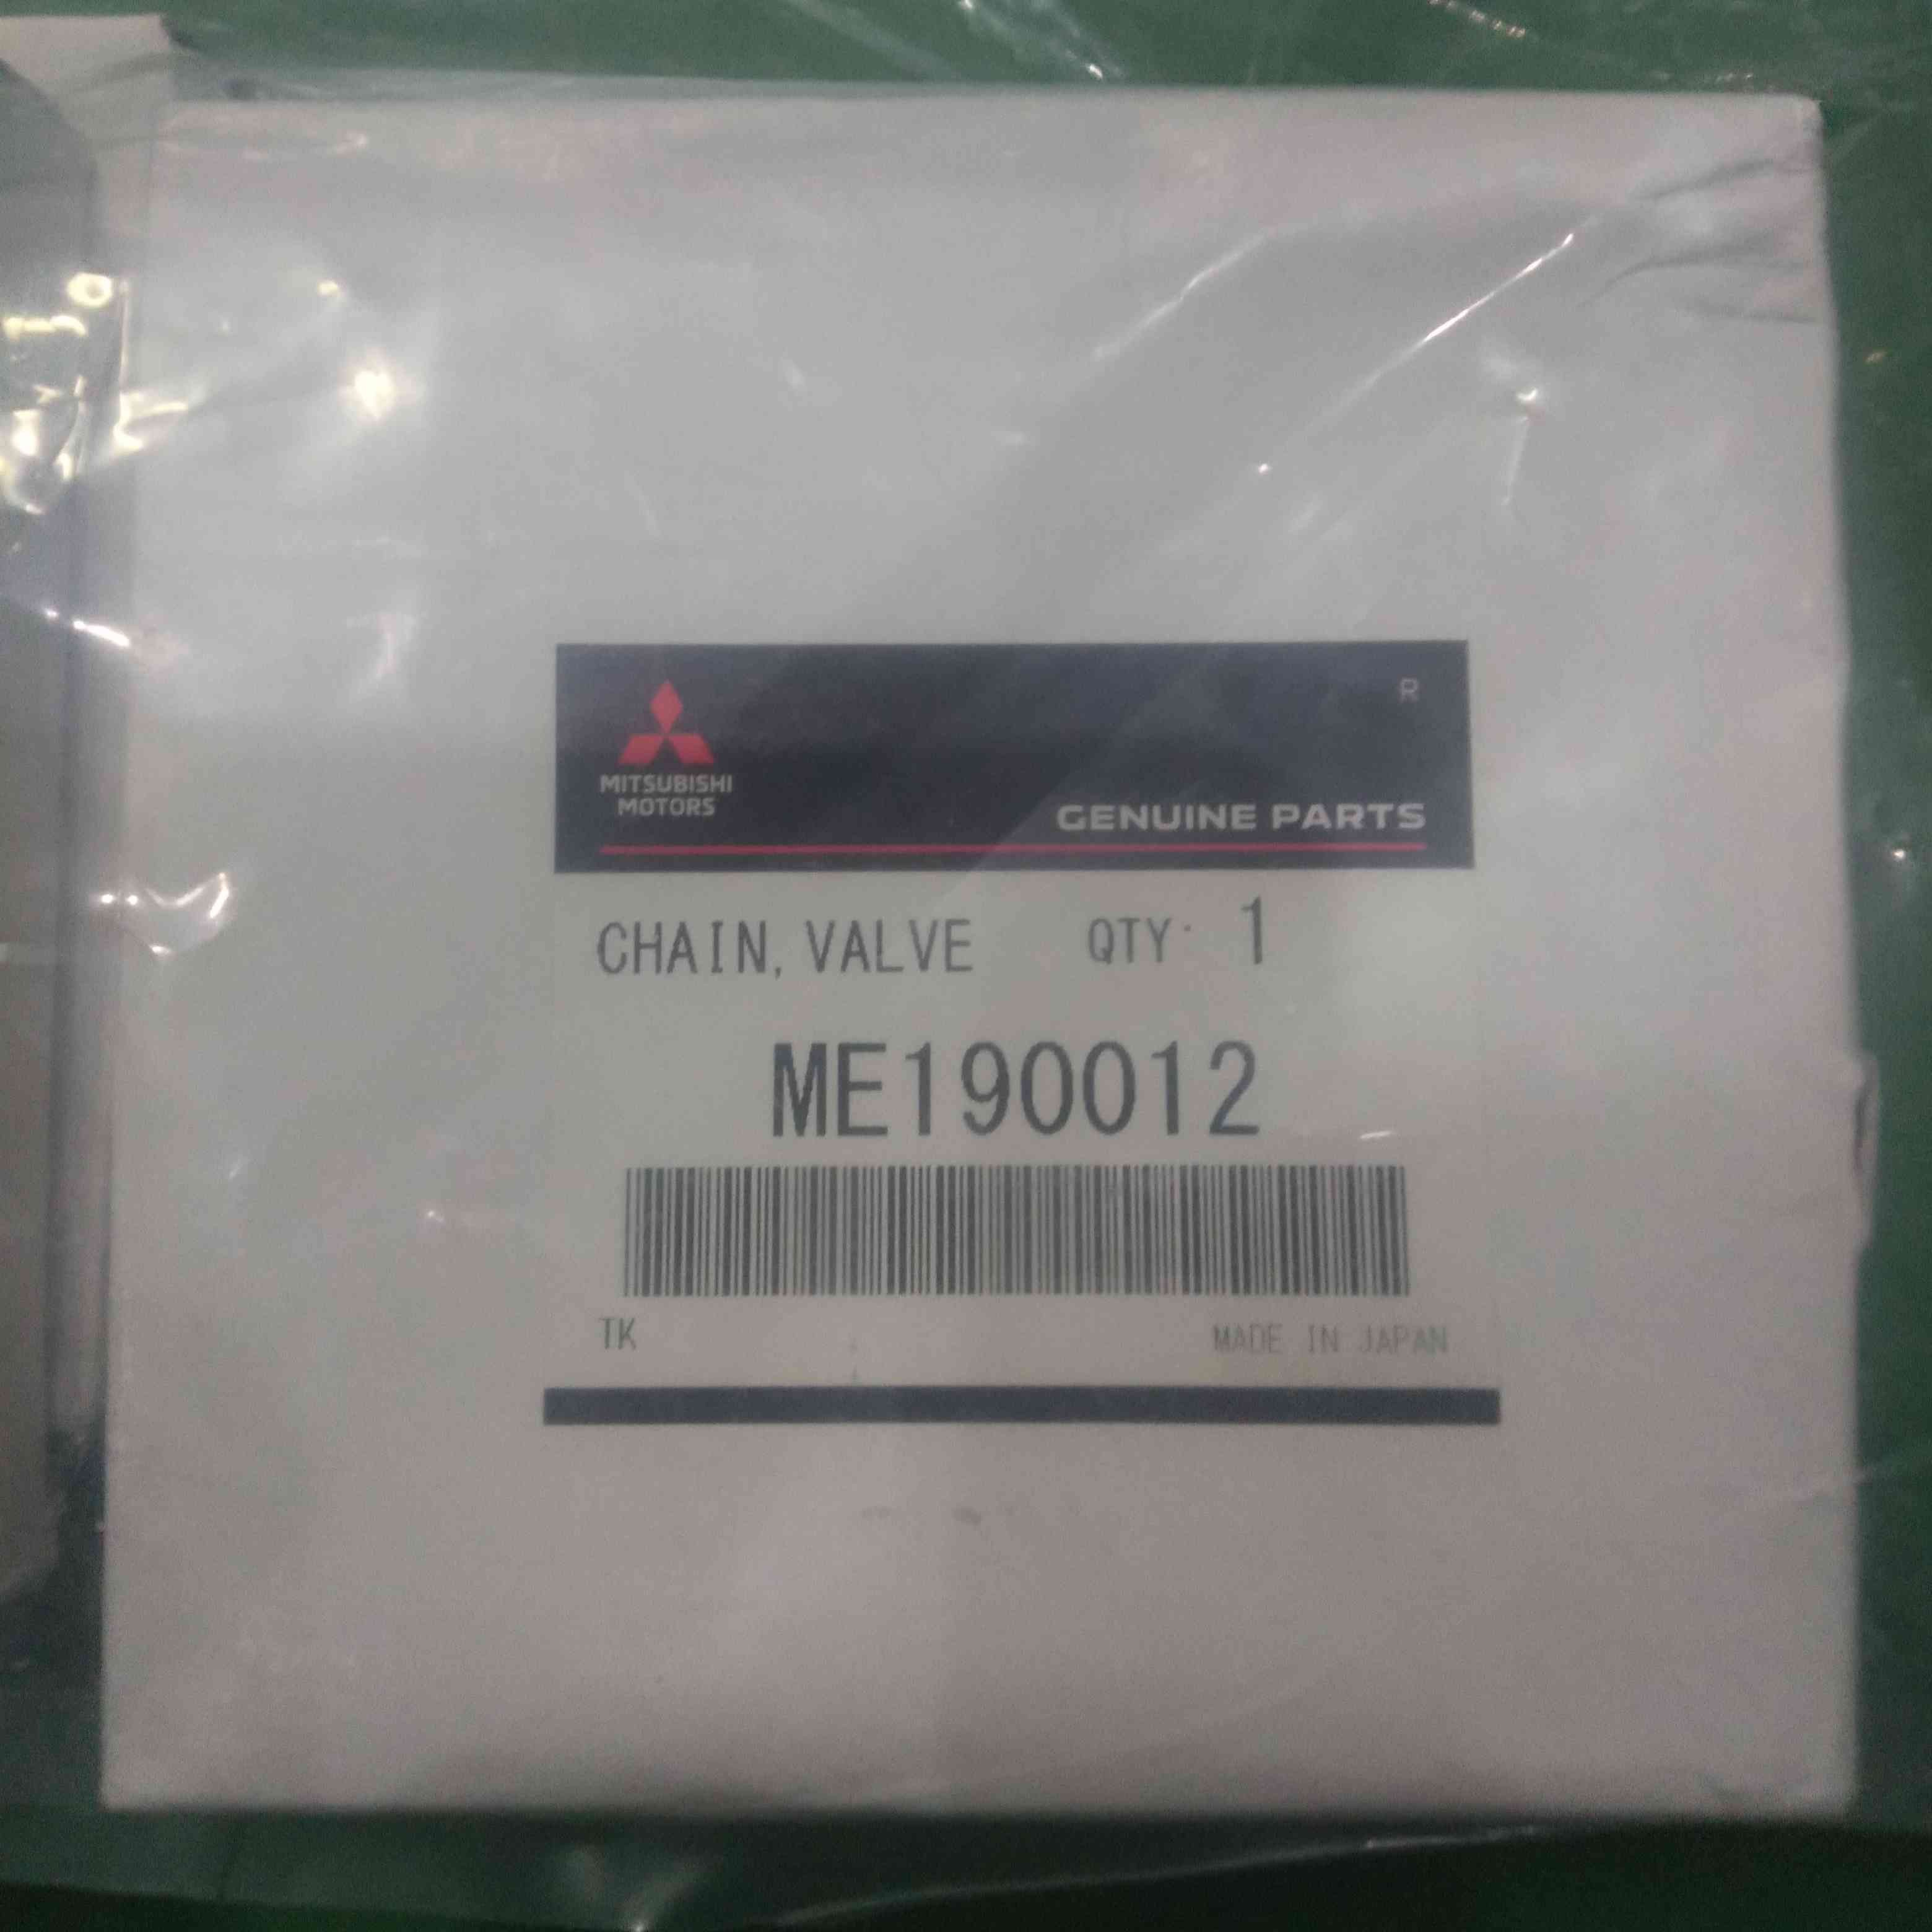 R
MITSUBISHI
MOTORS
GENUINE PARTS
CHAIN, VALVE QTY: 1
ME190012
TK MADE IN JAPAN